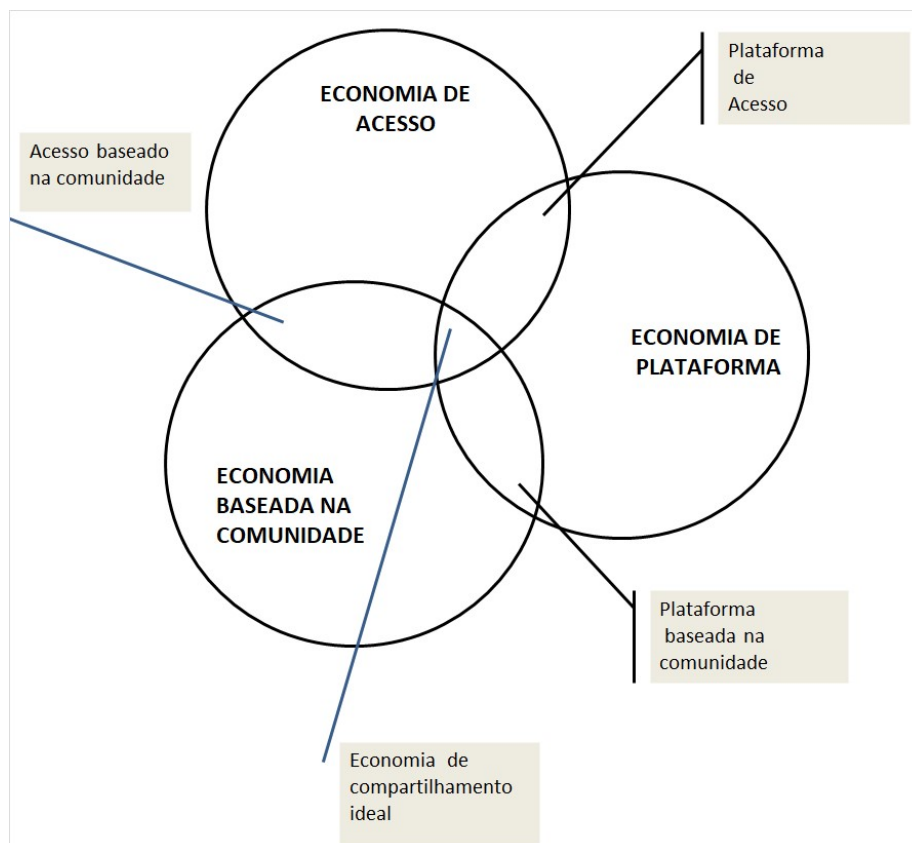 ECONOMIA DE
ACESSO
Plataforma
de
Acesso
Acesso baseado
na comunidade
ECONOMIA DE
PLATAFORMA
ECONOMIA
BASEADA NA
COMUNIDADE
Plataforma
baseada na
comunidade
Economia de
compartilhamento
ideal